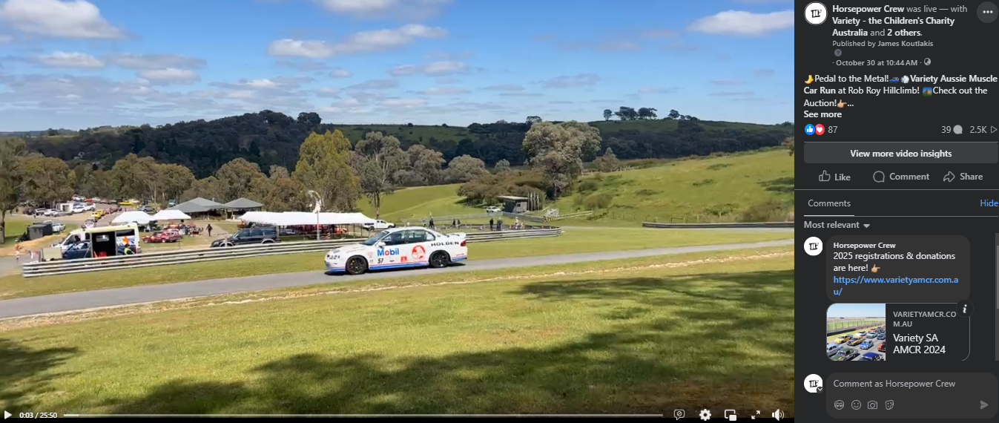 Mobil
HOLDEN
57
0:03 / 25:50
Horsepower Crew was live — with
Variety - the Children's Charity
Australia and 2 others.
Published by James Koutlakis
· October 30 at 10:44 AM ·
Pedal to the Metal! Variety Aussie Muscle
Car Run at Rob Roy Hillclimb! Check out the
Auction!...
See more
87
39
2.5K
View more video insights
Like
Comment
Share
Comments
Hide
Most relevant
Horsepower Crew
2025 registrations & donations
are here!
https://www.varietyamcr.com.a
u/
VARIETYAMCR.CO
M.AU
Variety SA
AMCR 2024
Comment as Horsepower Crew